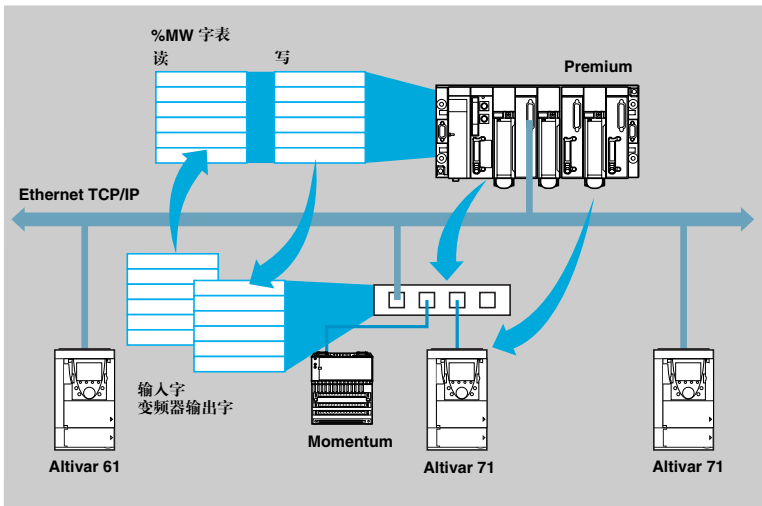 %MW 字表
读 写
Premium
Ethernet TCP/IP
输入字
变频器输出字
Momentum
Altivar 61
Altivar 71
Altivar 71